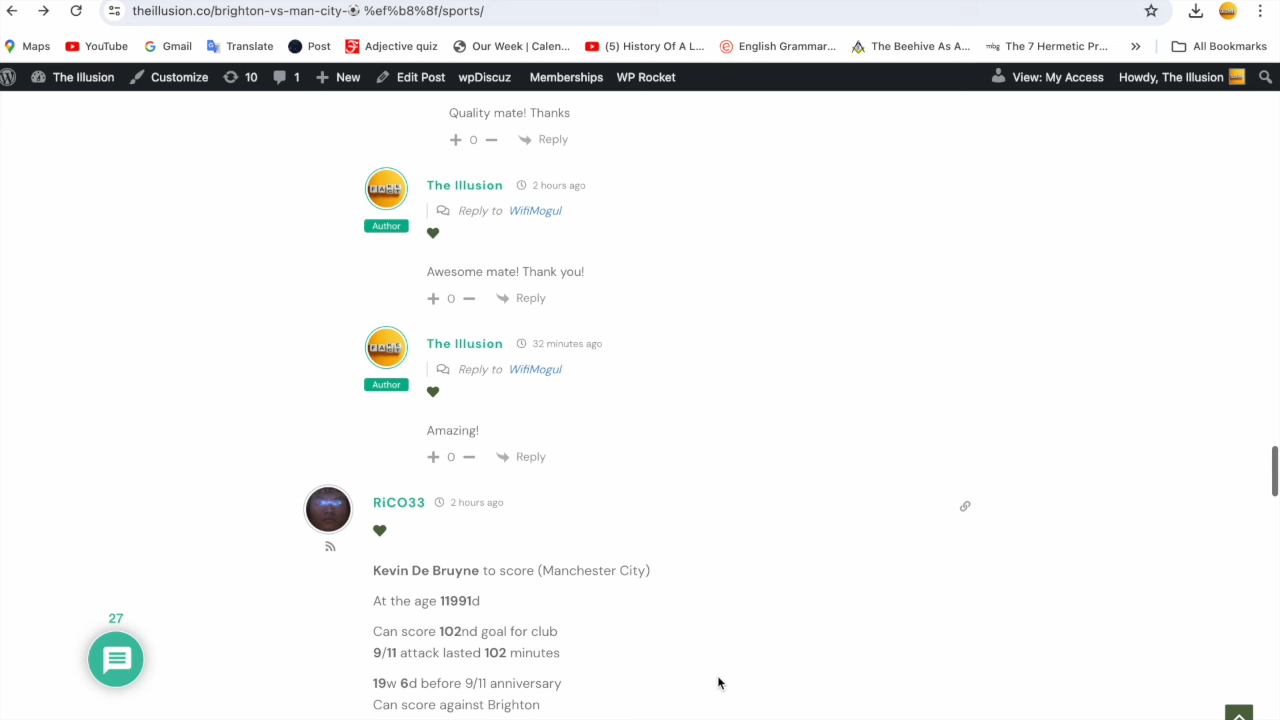 theillusion.co/brighton-vs-man-city-⚽ %ef%b8%8f/sports/
Maps
YouTube
Gmail
Translate
Post
Adjective quiz
Our Week | Calen...
(5) History Of A L...
English Grammar...
The Beehive As A...
mbg
The 7 Hermetic Pr...
All Bookmarks
The Illusion
Customize
10
1
New
Edit Post
wpDiscuz
Memberships
WP Rocket
View: My Access
Howdy, The Illusion
Quality mate! Thanks
0
Reply
The Illusion
2 hours ago
Author
Reply to WifiMogul
Awesome mate! Thank you!
0
Reply
The Illusion
32 minutes ago
Author
Reply to WifiMogul
Amazing!
0
Reply
RiCO33
2 hours ago
Kevin De Bruyne to score (Manchester City)
At the age 11991d
Can score 102nd goal for club
9/11 attack lasted 102 minutes
19w 6d before 9/11 anniversary
Can score against Brighton
27